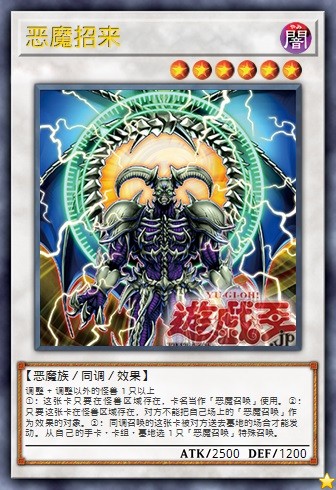 恶魔招来
闇
YU-GI-OH!
遊戯王
.JP
【恶魔族／同调／效果】
调整＋调整以外的怪兽1只以上
①：这张卡只要在怪兽区域存在，卡名当作「恶魔召唤」使用。②：
只要这张卡在怪兽区域存在，对方不能把自己场上的「恶魔召唤」作
为效果的对象。②：同调召唤的这张卡被对方送去墓地的场合才能发
动。从自己的手卡·卡组·墓地选1只「恶魔召唤」特殊召唤。
ATK/2500 DEF/1200